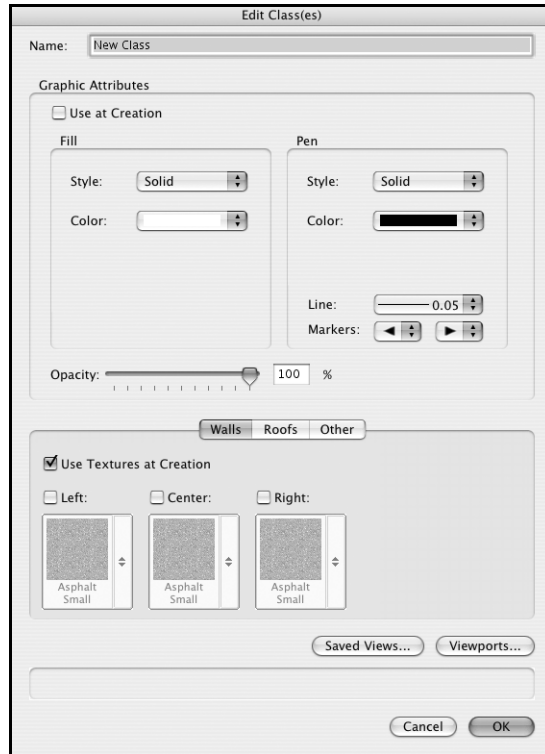 Edit Class(es)
Name: New Class
Graphic Attributes
Use at Creation
Fill
Pen
Style: Solid
Style: Solid
Color:
Color:
Line: 0.05
Markers:
Opacity: 100 %
Walls Roofs Other
Use Textures at Creation
Left: Center: Right:
Asphalt Asphalt Asphalt
Small Small Small
Saved Views... Viewports...
Cancel OK